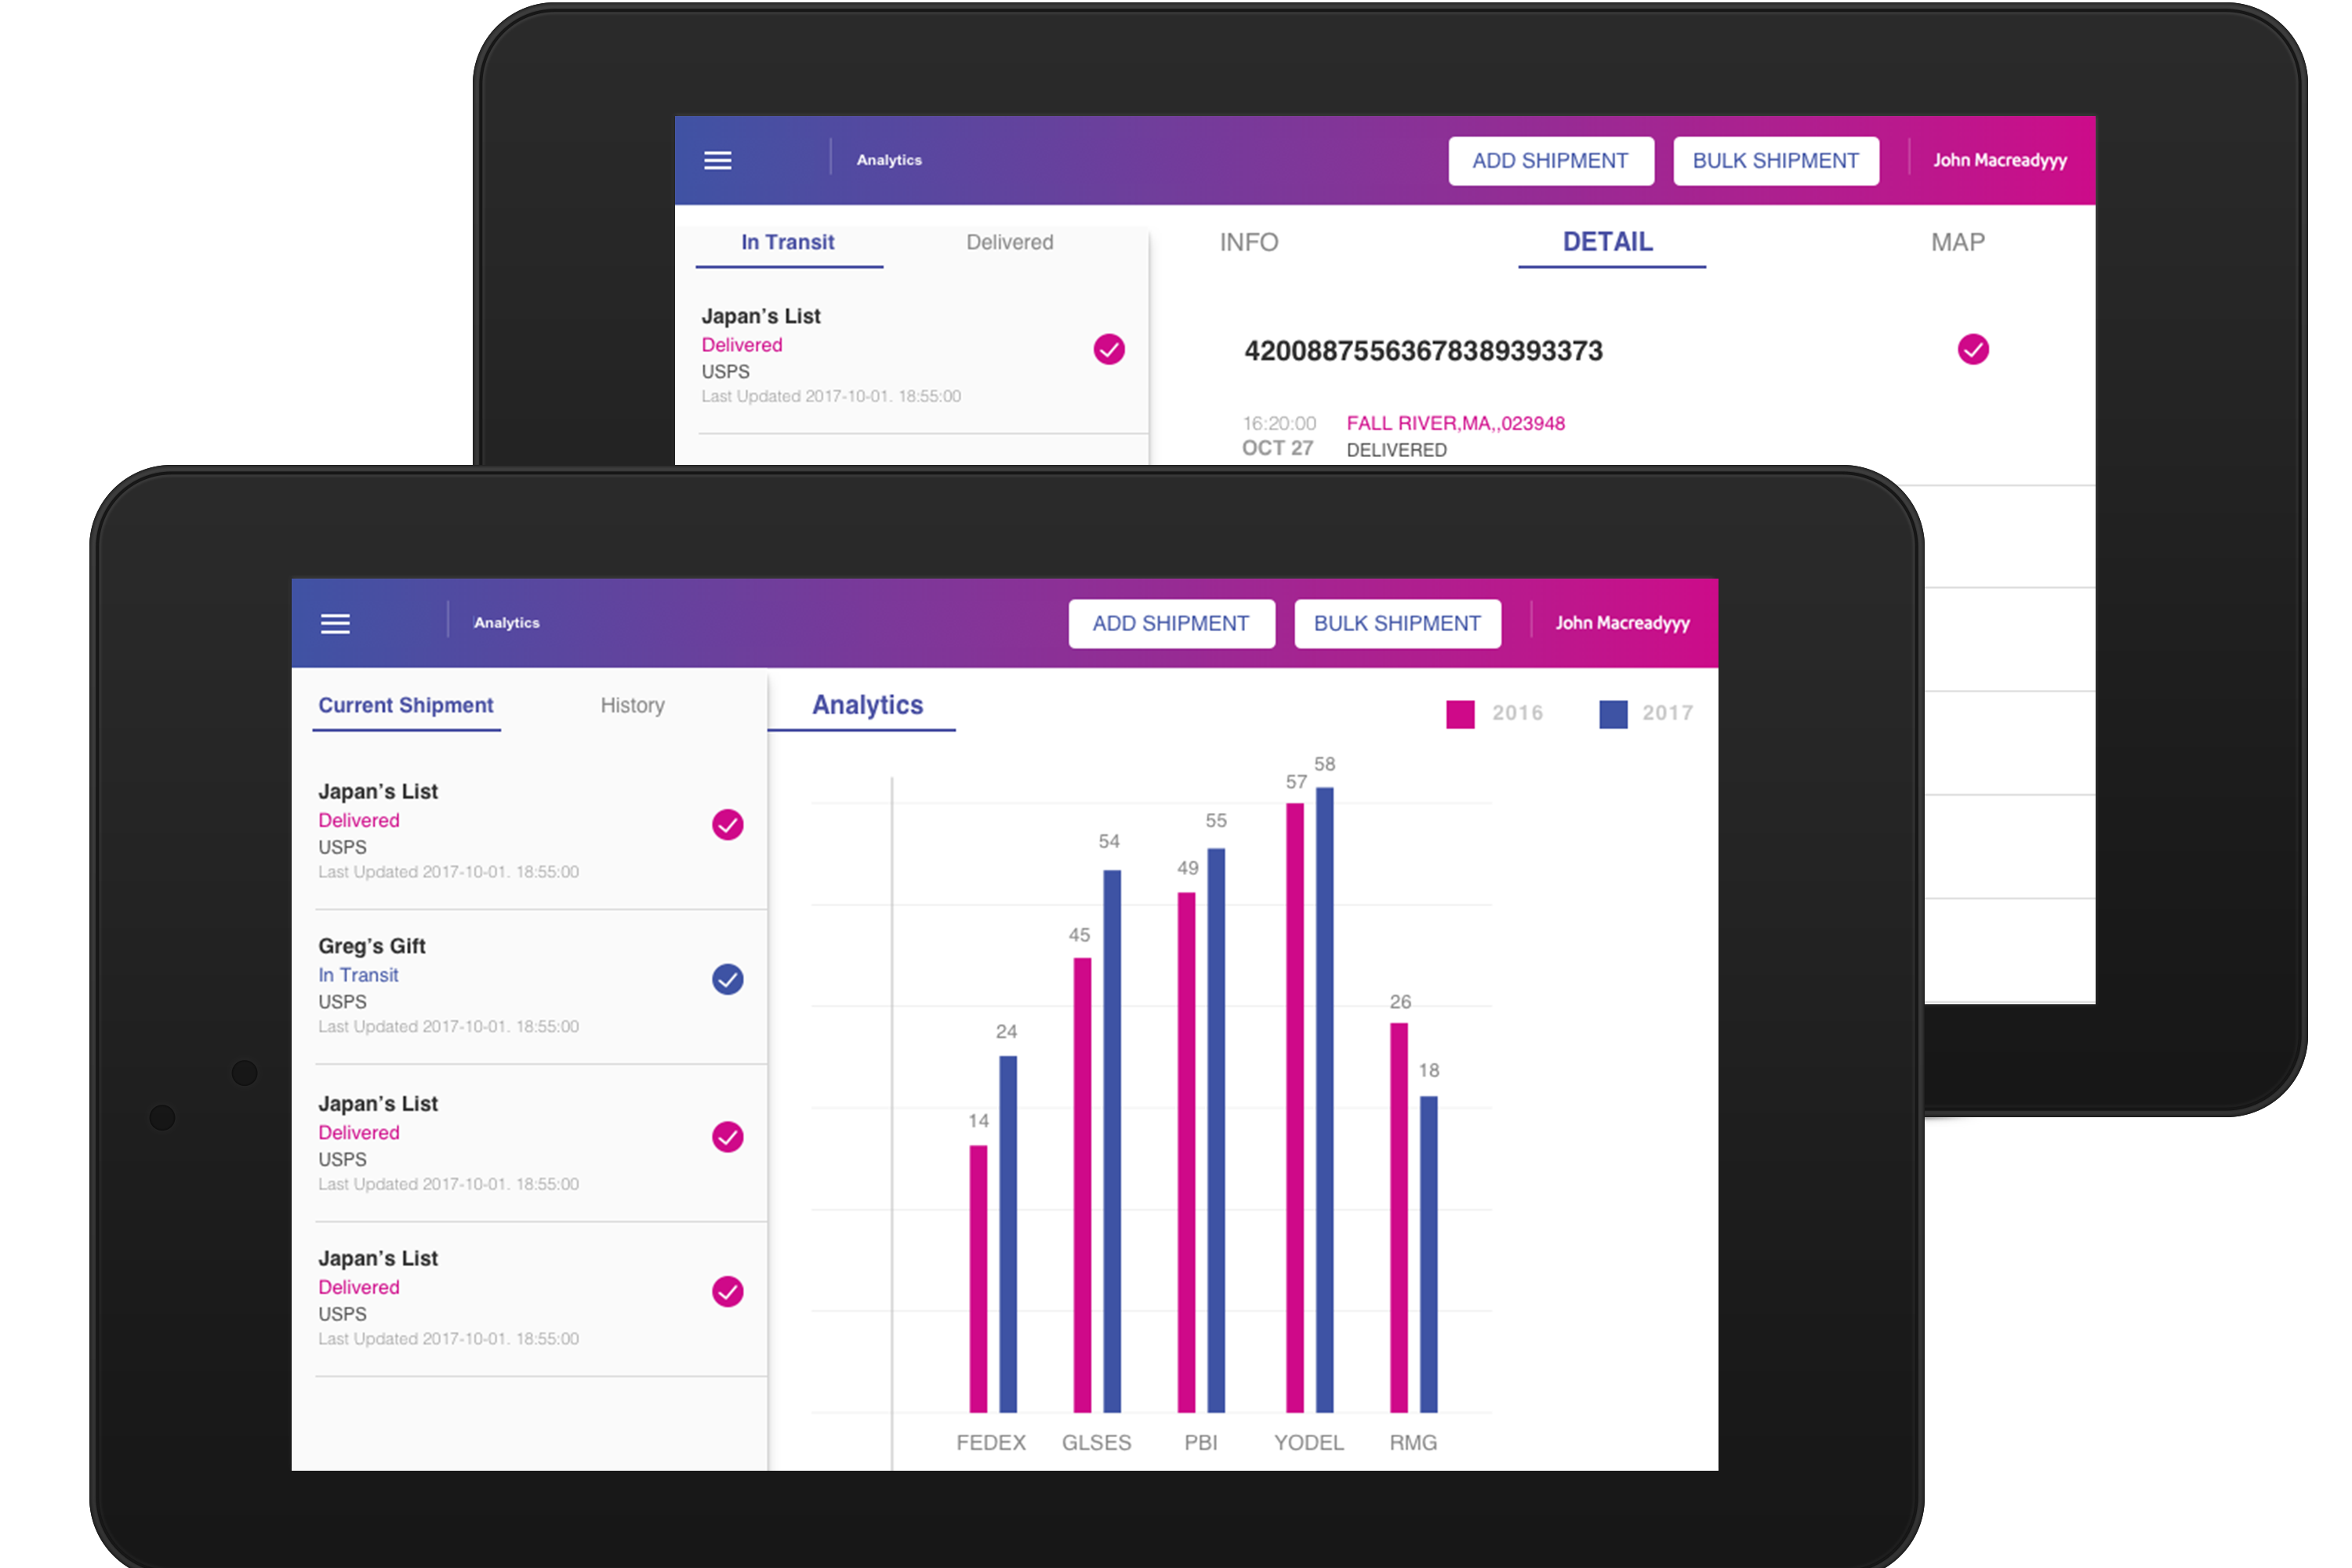 Analytics
ADD SHIPMENT
BULK SHIPMENT
John Macreadyyy
In Transit
Delivered
INFO
DETAIL
MAP
Japan’s List
Delivered
USPS
Last Updated 2017-10-01. 18:55:00
42008875563678389393373
16:20:00 FALL RIVER,MA,,023948
OCT 27 DELIVERED
Analytics
ADD SHIPMENT
BULK SHIPMENT
John Macreadyyy
Current Shipment
History
Japan’s List
Delivered
USPS
Last Updated 2017-10-01. 18:55:00
Greg’s Gift
In Transit
USPS
Last Updated 2017-10-01. 18:55:00
Japan’s List
Delivered
USPS
Last Updated 2017-10-01. 18:55:00
Japan’s List
Delivered
USPS
Last Updated 2017-10-01. 18:55:00
Analytics
2016
2017
14
24
45
54
49
55
57
58
26
18
FEDEX
GLSES
PBI
YODEL
RMG